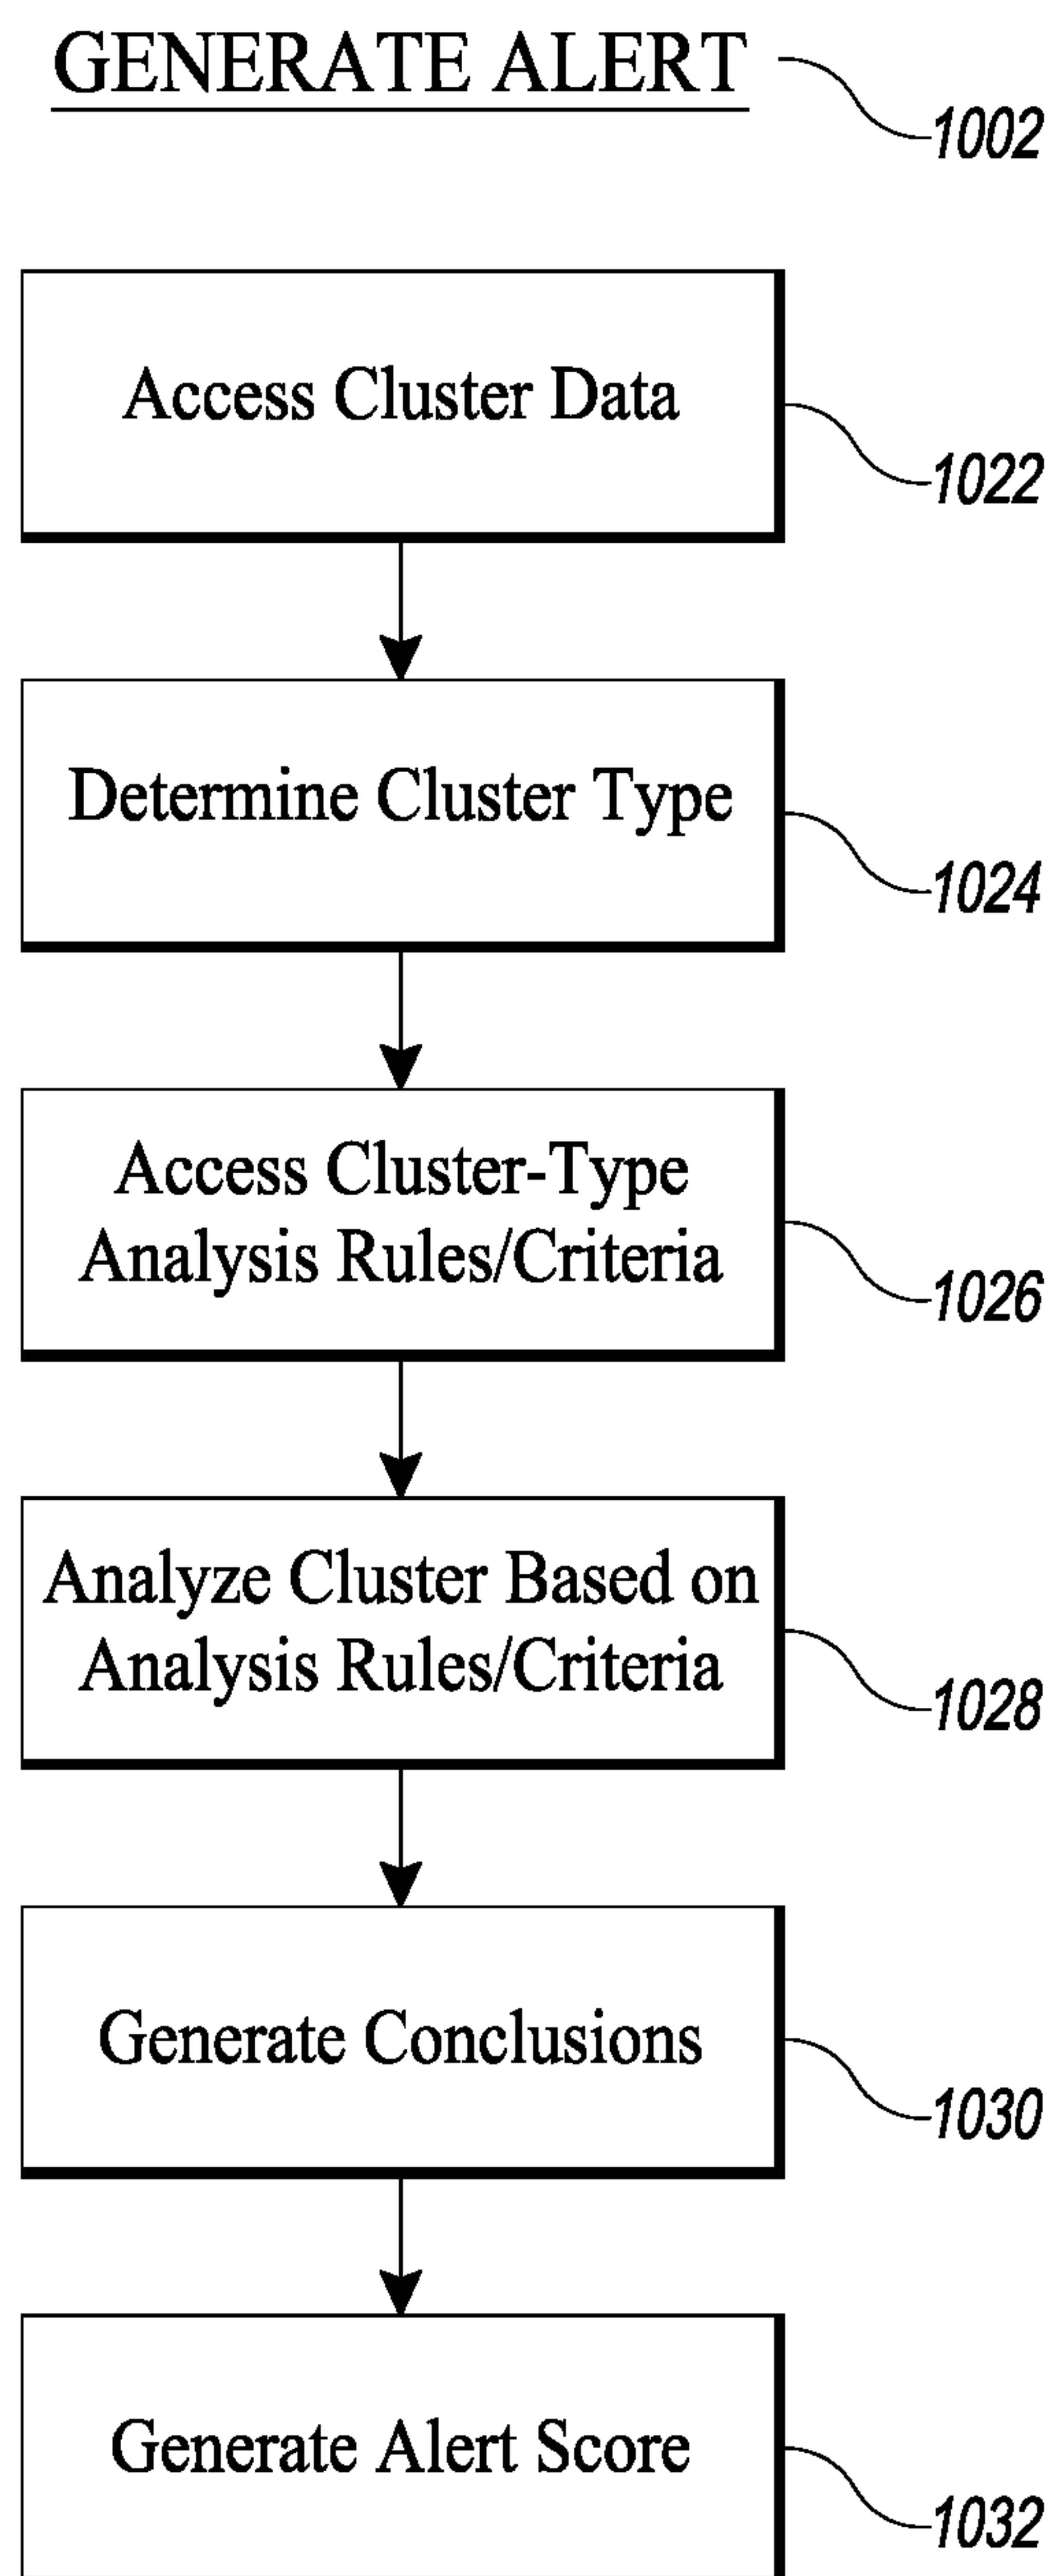 GENERATE ALERT
1002
Access Cluster Data
1022
Determine Cluster Type
1024
Access Cluster-Type
Analysis Rules/Criteria
1026
Analyze Cluster Based on
Analysis Rules/Criteria
1028
Generate Conclusions
1030
Generate Alert Score
1032